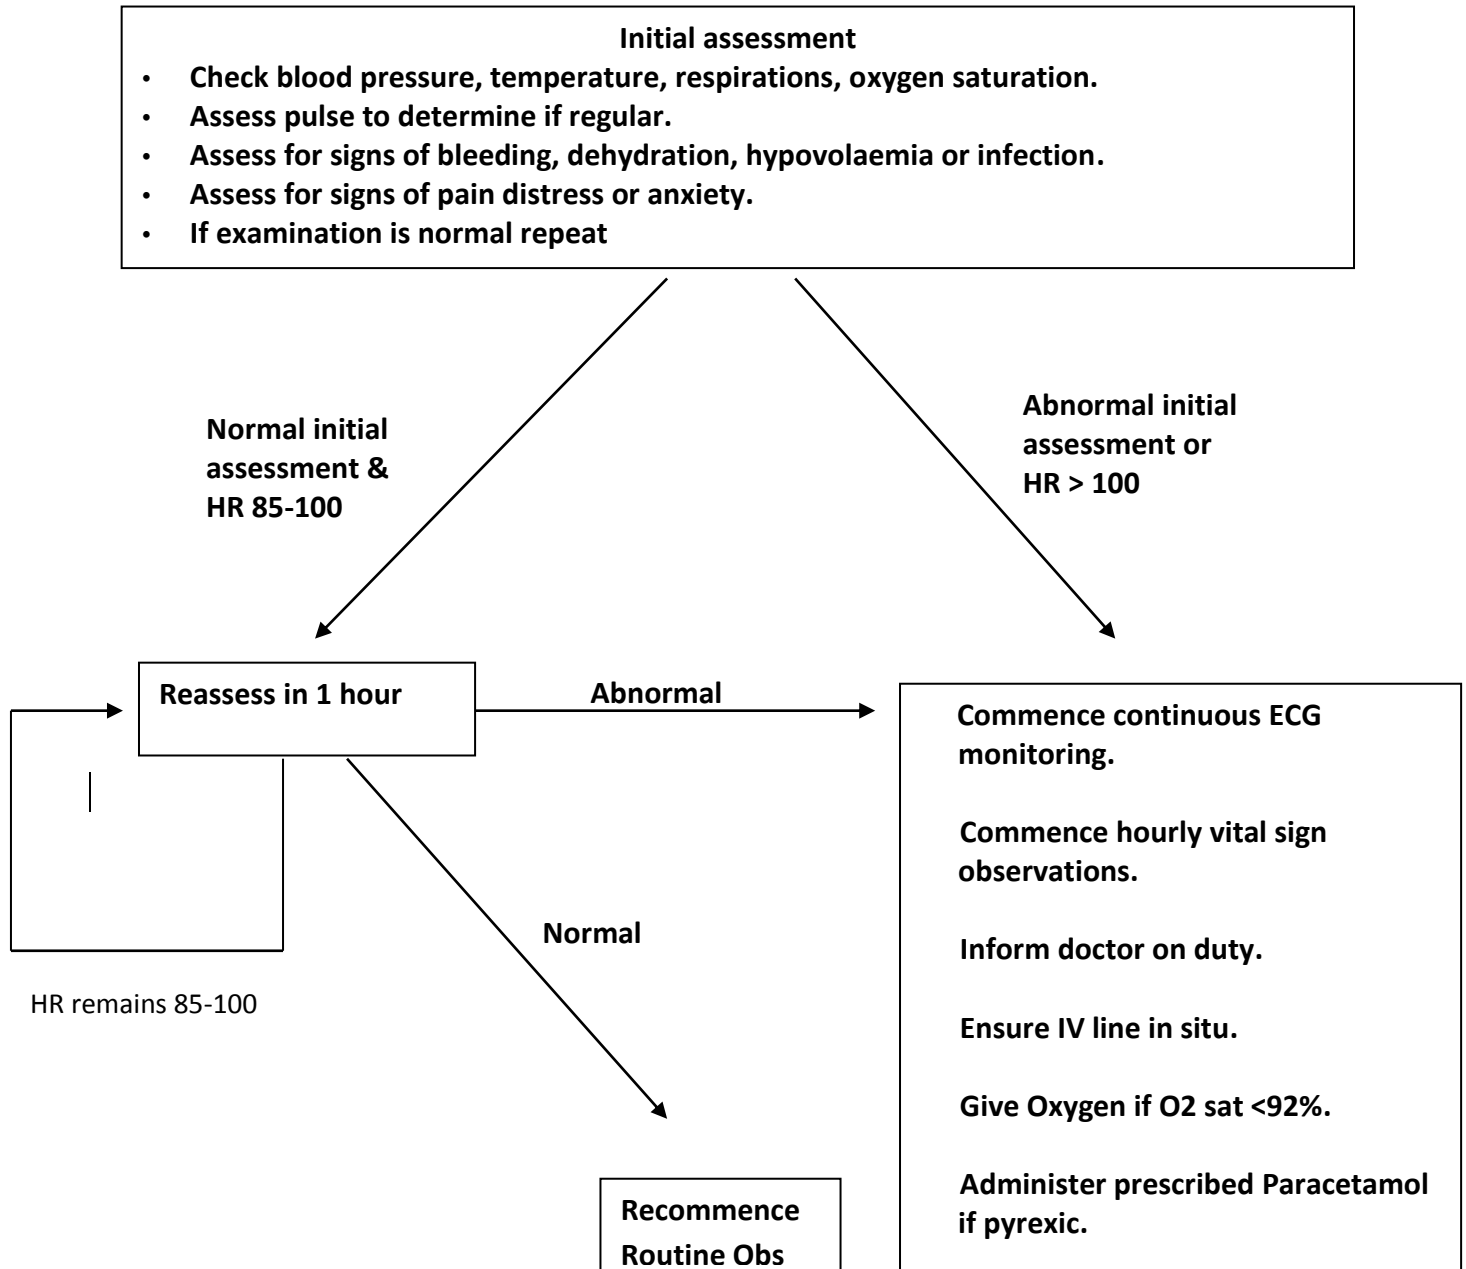 Initial assessment
• Check blood pressure, temperature, respirations, oxygen saturation.
• Assess pulse to determine if regular.
• Assess for signs of bleeding, dehydration, hypovolaemia or infection.
• Assess for signs of pain distress or anxiety.
• If examination is normal repeat
Normal initial
assessment &
HR 85-100
Abnormal initial
assessment or
HR > 100
Reassess in 1 hour
Abnormal
Commence continuous ECG
monitoring.
Commence hourly vital sign
observations.
Inform doctor on duty.
Ensure IV line in situ.
Give Oxygen if O2 sat <92%.
Administer prescribed Paracetamol
if pyrexic.
Normal
HR remains 85-100
Recommence
Routine Obs